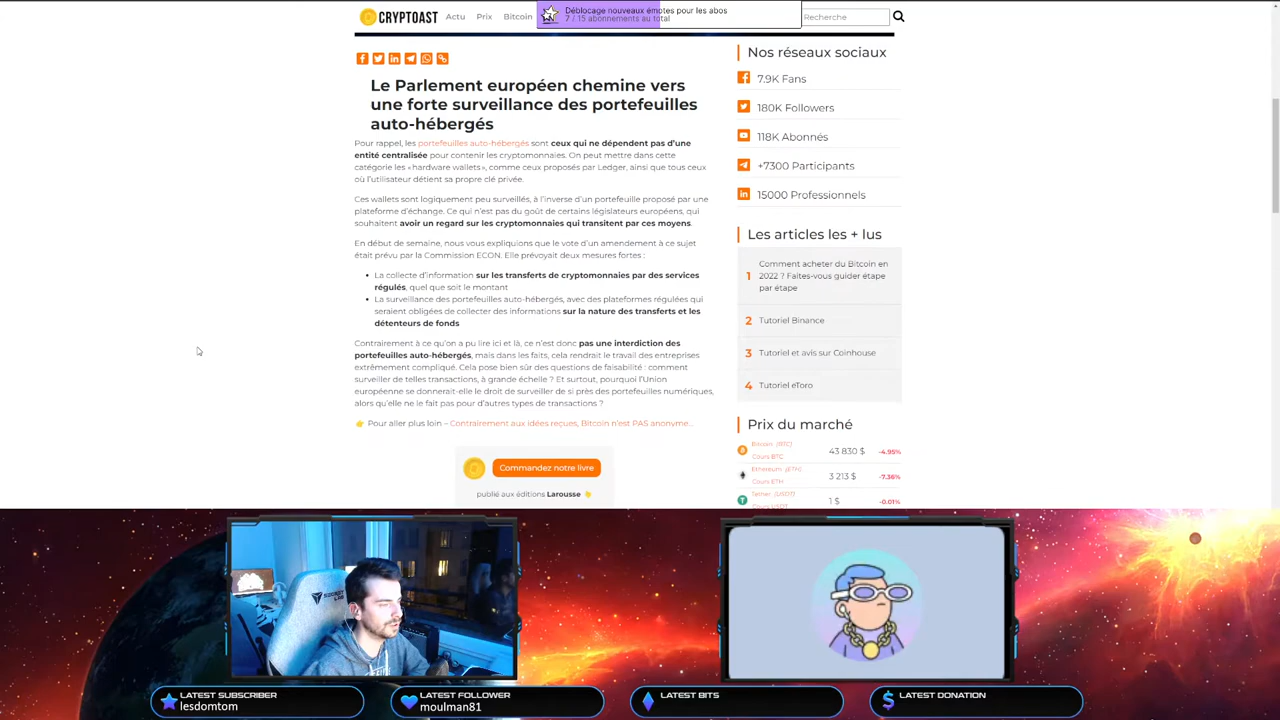 CRYPTOAST
Actu
Prix
Bitcoin
Déblocage nouveaux émotes pour les abos
7 / 15 abonnements au total
Recherche
Le Parlement européen chemine vers
une forte surveillance des portefeuilles
auto-hébergés
Pour rappel, les portefeuilles auto-hébergés sont ceux qui ne dépendent pas d'une
entité centralisée pour contenir les cryptomonnaies. On peut mettre dans cette
catégorie les « hardware wallets », comme ceux proposés par Ledger, ainsi que tous ceux
où l'utilisateur détient sa propre clé privée.
Ces wallets sont logiquement peu surveillés, à l'inverse d'un portefeuille proposé par une
plateforme d'échange. Ce qui n'est pas du goût de certains législateurs européens, qui
souhaitent avoir un regard sur les cryptomonnaies qui transitent par ces moyens.
En début de semaine, nous vous expliquions que le vote d'un amendement à ce sujet
était prévu par la Commission ECON. Elle prévoyait deux mesures fortes :
• La collecte d'information sur les transferts de cryptomonnaies par des services
régulés, quel que soit le montant
• La surveillance des portefeuilles auto-hébergés, avec des plateformes régulées qui
seraient obligées de collecter des informations sur la nature des transferts et les
détenteurs de fonds
Contrairement à ce qu'on a pu lire ici et là, ce n'est donc pas une interdiction des
portefeuilles auto-hébergés, mais dans les faits, cela rendrait le travail des entreprises
extrêmement compliqué. Cela pose bien sûr des questions de faisabilité : comment
surveiller de telles transactions, à grande échelle ? Et surtout, pourquoi l'Union
européenne se donnerait-elle le droit de surveiller de si près des portefeuilles numériques,
alors qu'elle ne le fait pas pour d'autres types de transactions ?
👉 Pour aller plus loin – Contrairement aux idées reçues, Bitcoin n'est PAS anonyme...
Commandez notre livre
publié aux éditions Larousse
Nos réseaux sociaux
7.9K Fans
180K Followers
118K Abonnés
+7300 Participants
15000 Professionnels
Les articles les + lus
1 Comment acheter du Bitcoin en
2022 ? Faites-vous guider étape
par étape
2 Tutoriel Binance
3 Tutoriel et avis sur Coinhouse
4 Tutoriel eToro
Prix du marché
Bitcoin (BTC)
Cours BTC
43 830 $ -4.95%
Ethereum (ETH)
Cours ETH
3 213 $ -7.36%
Tether (USDT)
Cours USDT
1 $ -0.01%
SECRET
LAB
LATEST SUBSCRIBER
lesdomtom
LATEST FOLLOWER
moulman81
LATEST BITS
LATEST DONATION